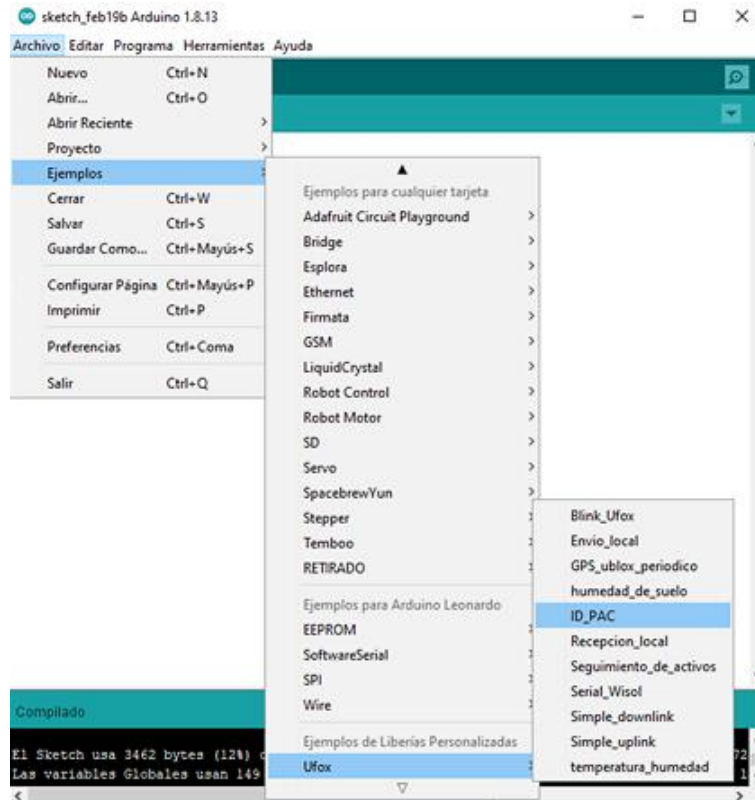 sketch_feb19b Arduino 1.8.13
Archivo Editar Programa Herramientas Ayuda
Nuevo Ctrl+N
Abrir... Ctrl+O
Abrir Reciente
Proyecto
Ejemplos
Cerrar Ctrl+W
Salvar Ctrl+S
Guardar Como... Ctrl+Mayús+S
Configurar Página Ctrl+Mayús+P
Imprimir Ctrl+P
Preferencias Ctrl+Coma
Salir Ctrl+Q
Ejemplos para cualquier tarjeta
Adafruit Circuit Playground
Bridge
Esplora
Ethernet
Firmata
GSM
LiquidCrystal
Robot Control
Robot Motor
SD
Servo
SpacebrewYun
Stepper
Temboo
RETIRADO
Ejemplos para Arduino Leonardo
EEPROM
SoftwareSerial
SPI
Wire
Ejemplos de Liberías Personalizadas
Ufox
Blink_Ufox
Envio_local
GPS_ublox_periodico
humedad_de_suelo
ID_PAC
Recepcion_local
Seguimiento_de_activos
Serial_Wisol
Simple_downlink
Simple_uplink
temperatura_humedad
Compilado
El Sketch usa 3462 bytes (12%)
Las variables Globales usan 149